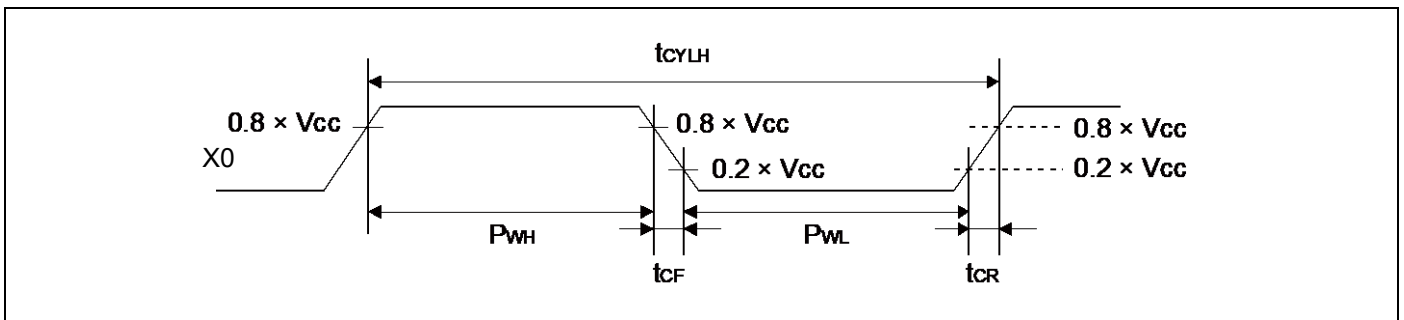 tCYLH
0.8 × Vcc
0.8 × Vcc
0.8 × Vcc
X0
0.2 × Vcc
0.2 × Vcc
PWH
PWL
tCF
tCR